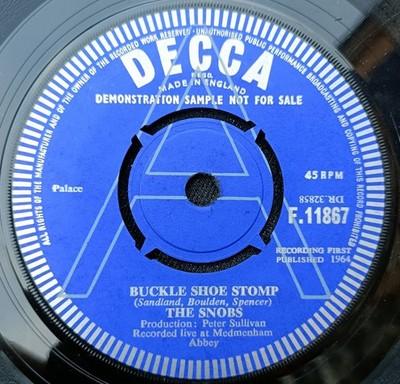 ALL RIGHTS OF THE MANUFACTURER AND OF THE OWNER OF THE RECORDED WORK RESERVED · UNAUTHORISED PUBLIC PERFORMANCE BROADCASTING AND COPYING OF THIS RECORD PROHIBITED
A
DECCA
REGD.
MADE IN ENGLAND
DEMONSTRATION SAMPLE NOT FOR SALE
45 RPM
Palace
DR.32858
F.11867
RECORDING FIRST
PUBLISHED 1964
BUCKLE SHOE STOMP
(Sandland, Boulden, Spencer)
THE SNOBS
Production: Peter Sullivan
Recorded live at Medmenham
Abbey